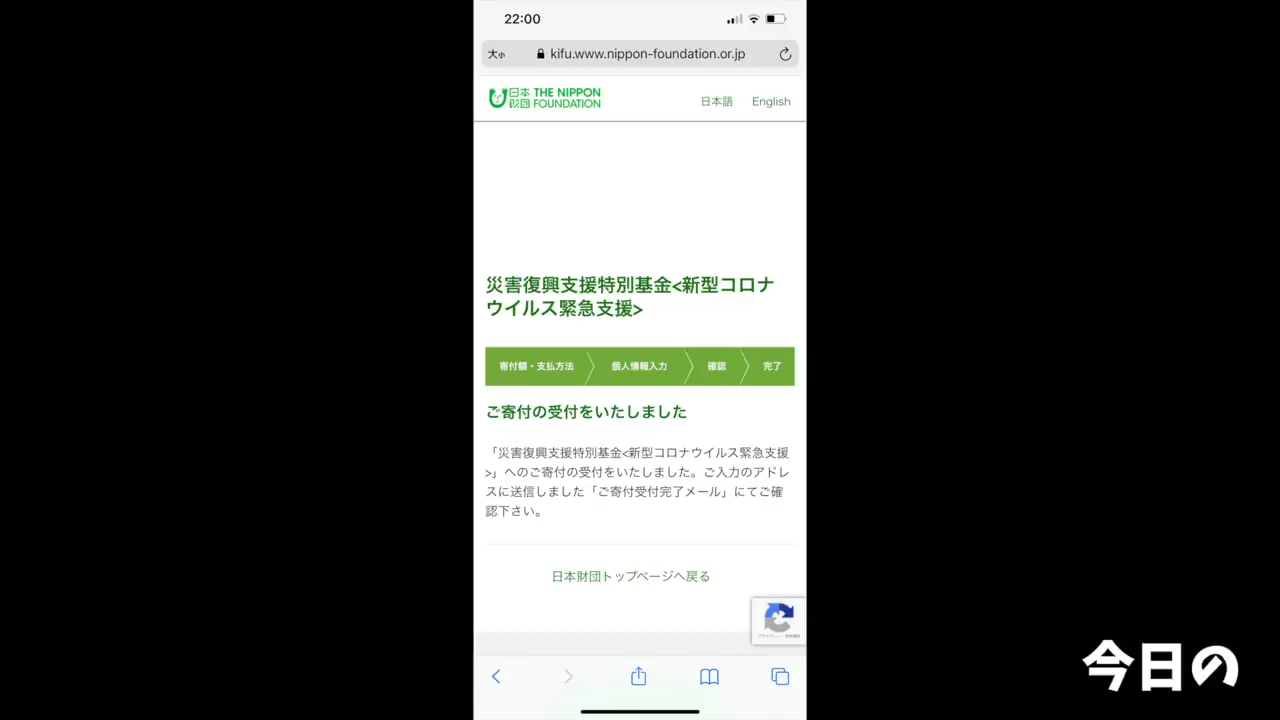 22:00
大小 kifu.www.nippon-foundation.or.jp
日本 THE NIPPON
財団 FOUNDATION
日本語 English
災害復興支援特別基金<新型コロナ
ウイルス緊急支援>
寄付額・支払方法 個人情報入力 確認 完了
ご寄付の受付をいたしました
「災害復興支援特別基金<新型コロナウイルス緊急支援
>」へのご寄付の受付をいたしました。ご入力のアドレ
スに送信しました「ご寄付受付完了メール」にてご確
認下さい。
日本財団トップページへ戻る
今日の